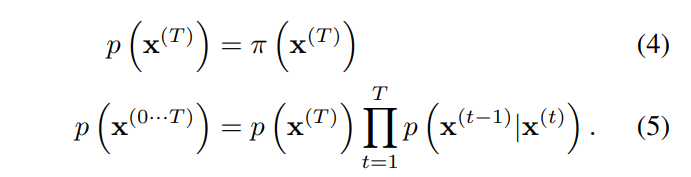 p(𝐱^(T)) = π(𝐱^(T)) (4)
p(𝐱^(0···T)) = p(𝐱^(T)) ∏_{t=1}^{T} p(𝐱^(t−1)|𝐱^(t)). (5)